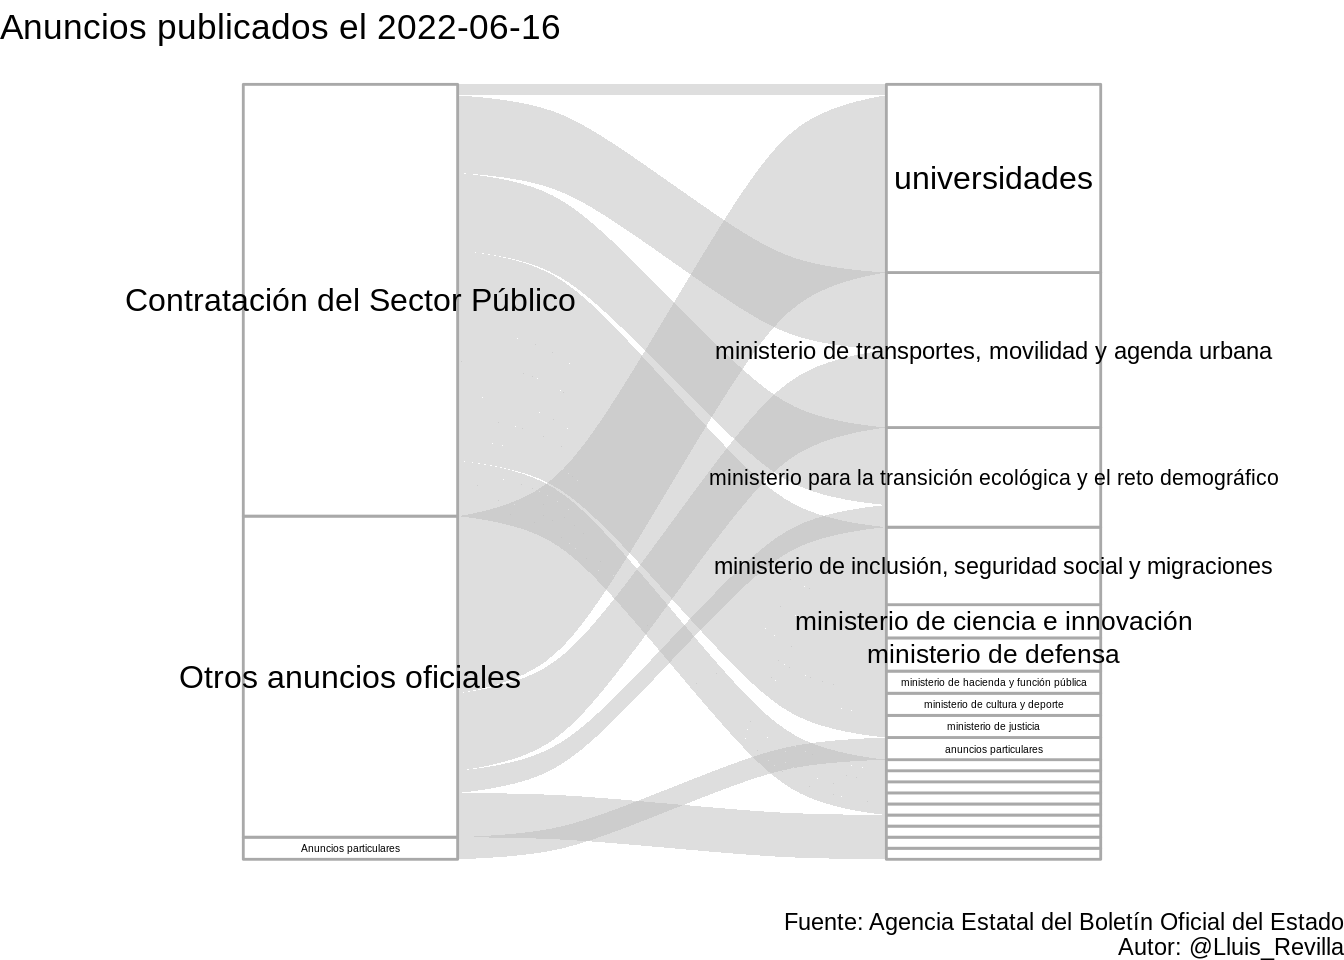 Anuncios publicados el 2022-06-16
universidades
Contratación del Sector Público
ministerio de transportes, movilidad y agenda urbana
ministerio para la transición ecológica y el reto demográfico
ministerio de inclusión, seguridad social y migraciones
ministerio de ciencia e innovación
ministerio de defensa
Otros anuncios oficiales
ministerio de hacienda y función pública
ministerio de cultura y deporte
ministerio de justicia
anuncios particulares
Anuncios particulares
Fuente: Agencia Estatal del Boletín Oficial del Estado
Autor: @Lluis_Revilla